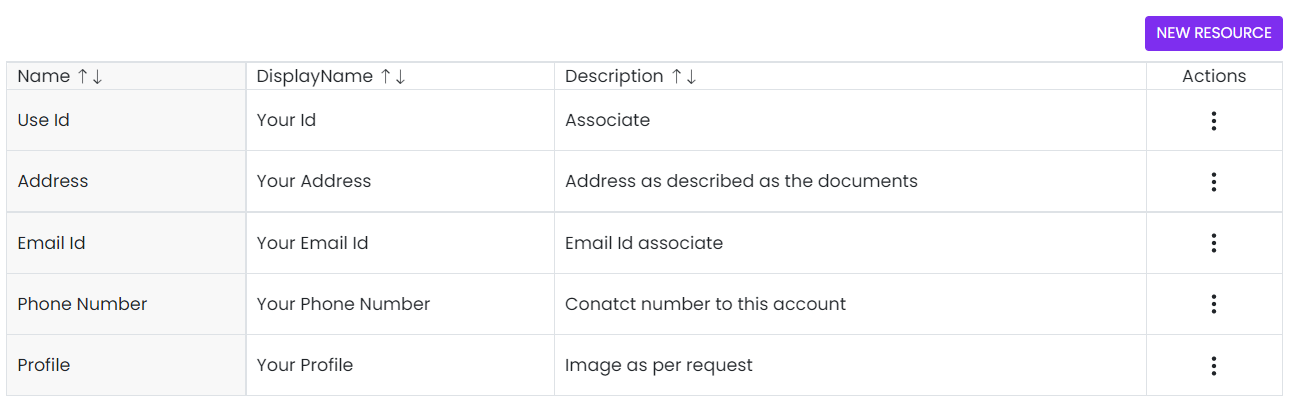 NEW RESOURCE
Name ↑↓ DisplayName ↑↓ Description ↑↓ Actions
Use Id Your Id Associate
Address Your Address Address as described as the documents
Email Id Your Email Id Email Id associate
Phone Number Your Phone Number Conatct number to this account
Profile Your Profile Image as per request